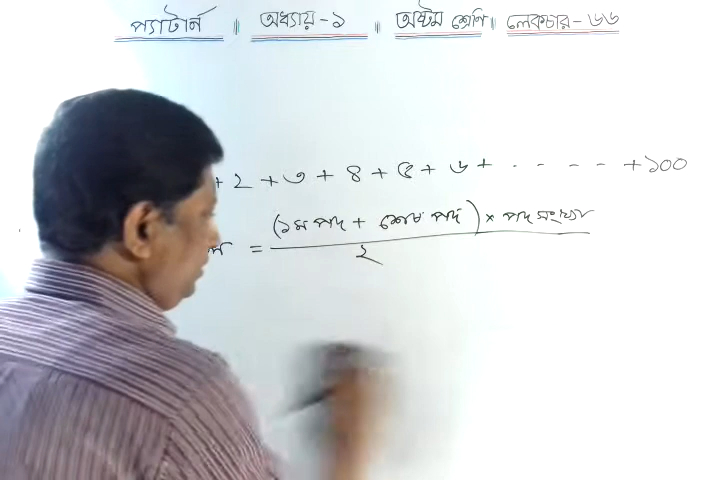 প্যাটার্ন || অধ্যায় - ১ || অষ্টম শ্রেণি || লেকচার - ৬৬
+ ২ + ৩ + ৪ + ৫ + ৬ + . - - - - + ১০০
= (১ম পদ + শেষ পদ) × পদ সংখ্যা
২